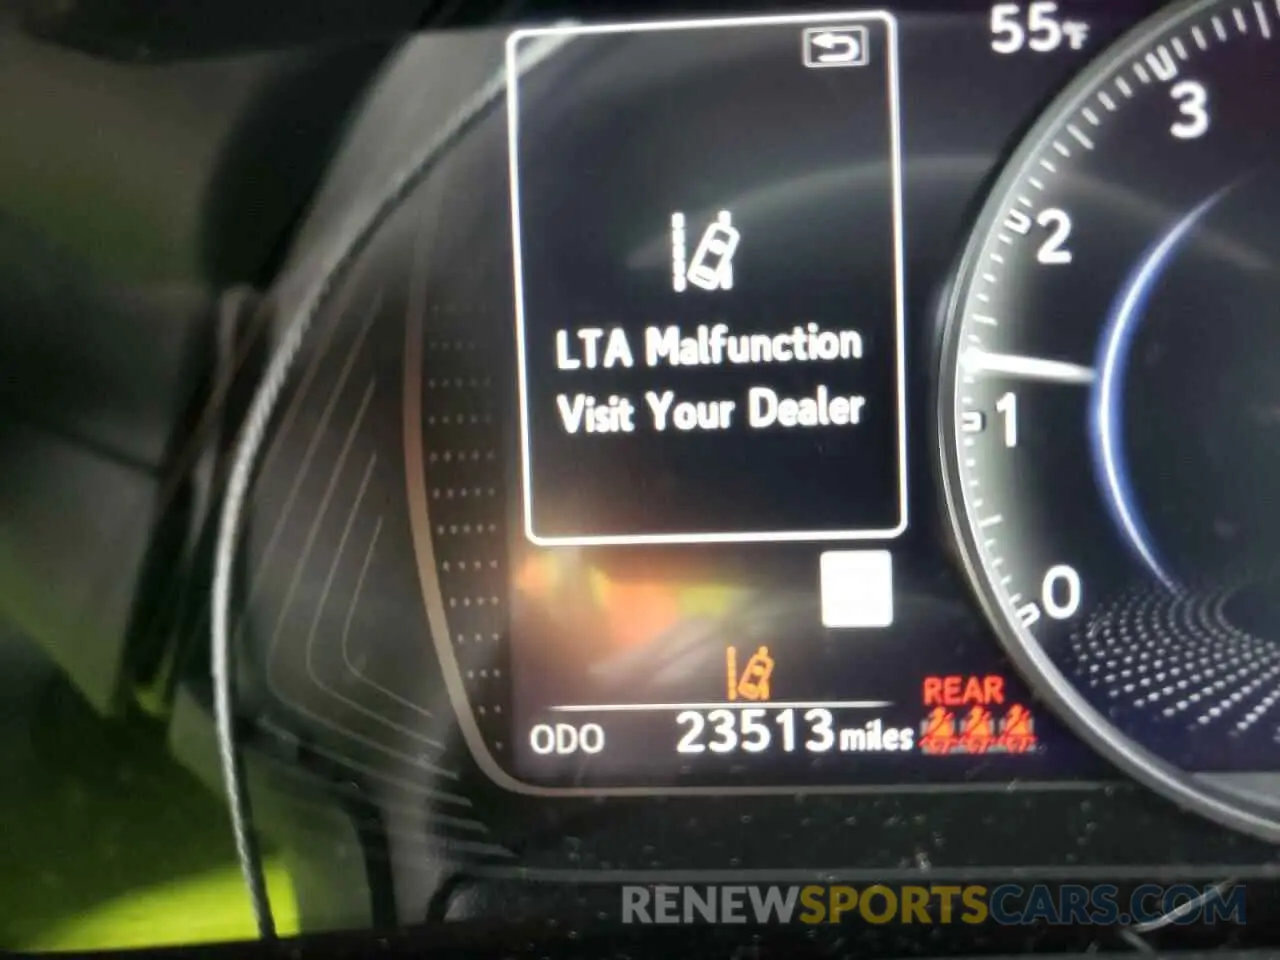 55°F
3
2
LTA Malfunction
Visit Your Dealer
1
0
REAR
ODO 23513 miles
RENEWSPORTSCARS.COM